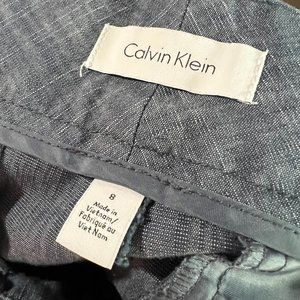 Calvin Klein
8
Made in
Vietnam/
Fabriqué au
Viet Nam